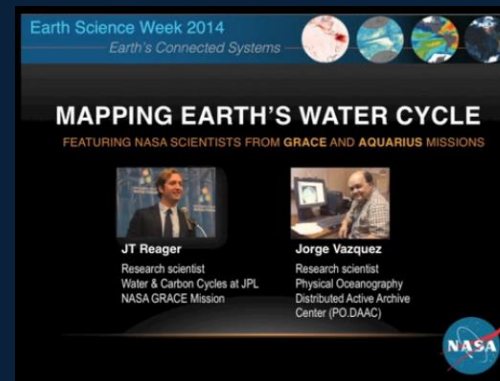 Earth Science Week 2014
Earth's Connected Systems
MAPPING EARTH'S WATER CYCLE
FEATURING NASA SCIENTISTS FROM GRACE AND AQUARIUS MISSIONS
JT Reager
Research scientist
Water & Carbon Cycles at JPL
NASA GRACE Mission
Jorge Vazquez
Research scientist
Physical Oceanography
Distributed Active Archive
Center (PO.DAAC)
NASA